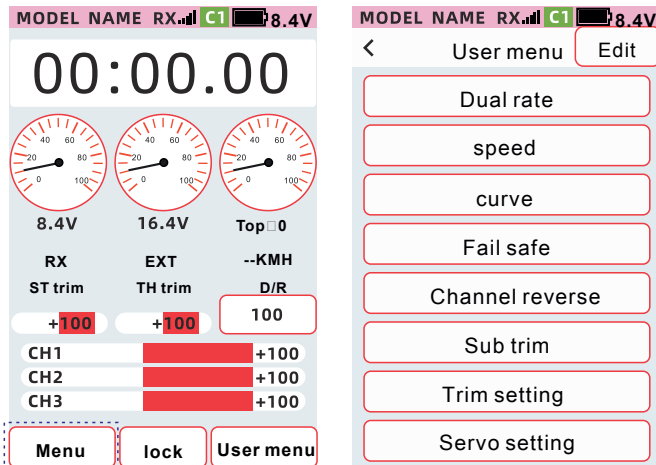 MODEL NAME RX C1 8.4V
00:00.00
40 60
20 80
0 100
40 60
20 80
0 100
40 60
20 80
0 100
8.4V 16.4V Top□0
RX EXT --KMH
ST trim TH trim D/R
+100 +100 100
CH1 +100
CH2 +100
CH3 +100
Menu lock User menu
MODEL NAME RX C1 8.4V
< User menu Edit
Dual rate
speed
curve
Fail safe
Channel reverse
Sub trim
Trim setting
Servo setting